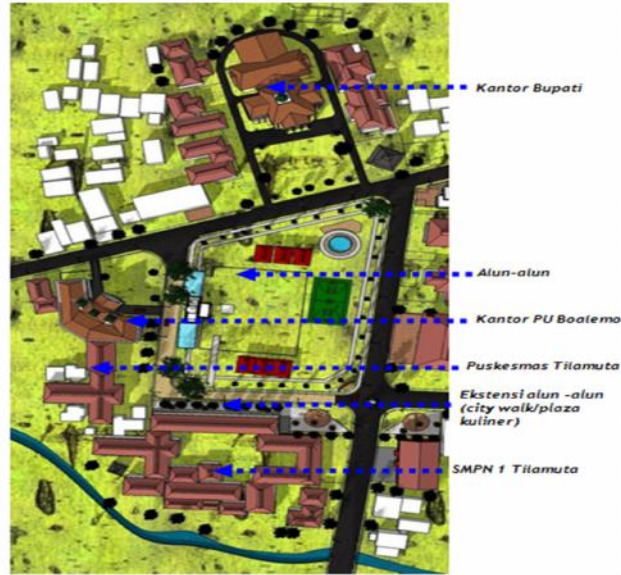 Kantor Bupati
Alun-alun
Kantor PU Boalemo
Puskesmas Tilamuta
Ekstensi alun -alun
(city walk/plaza
kuliner)
SMPN 1 Tilamuta